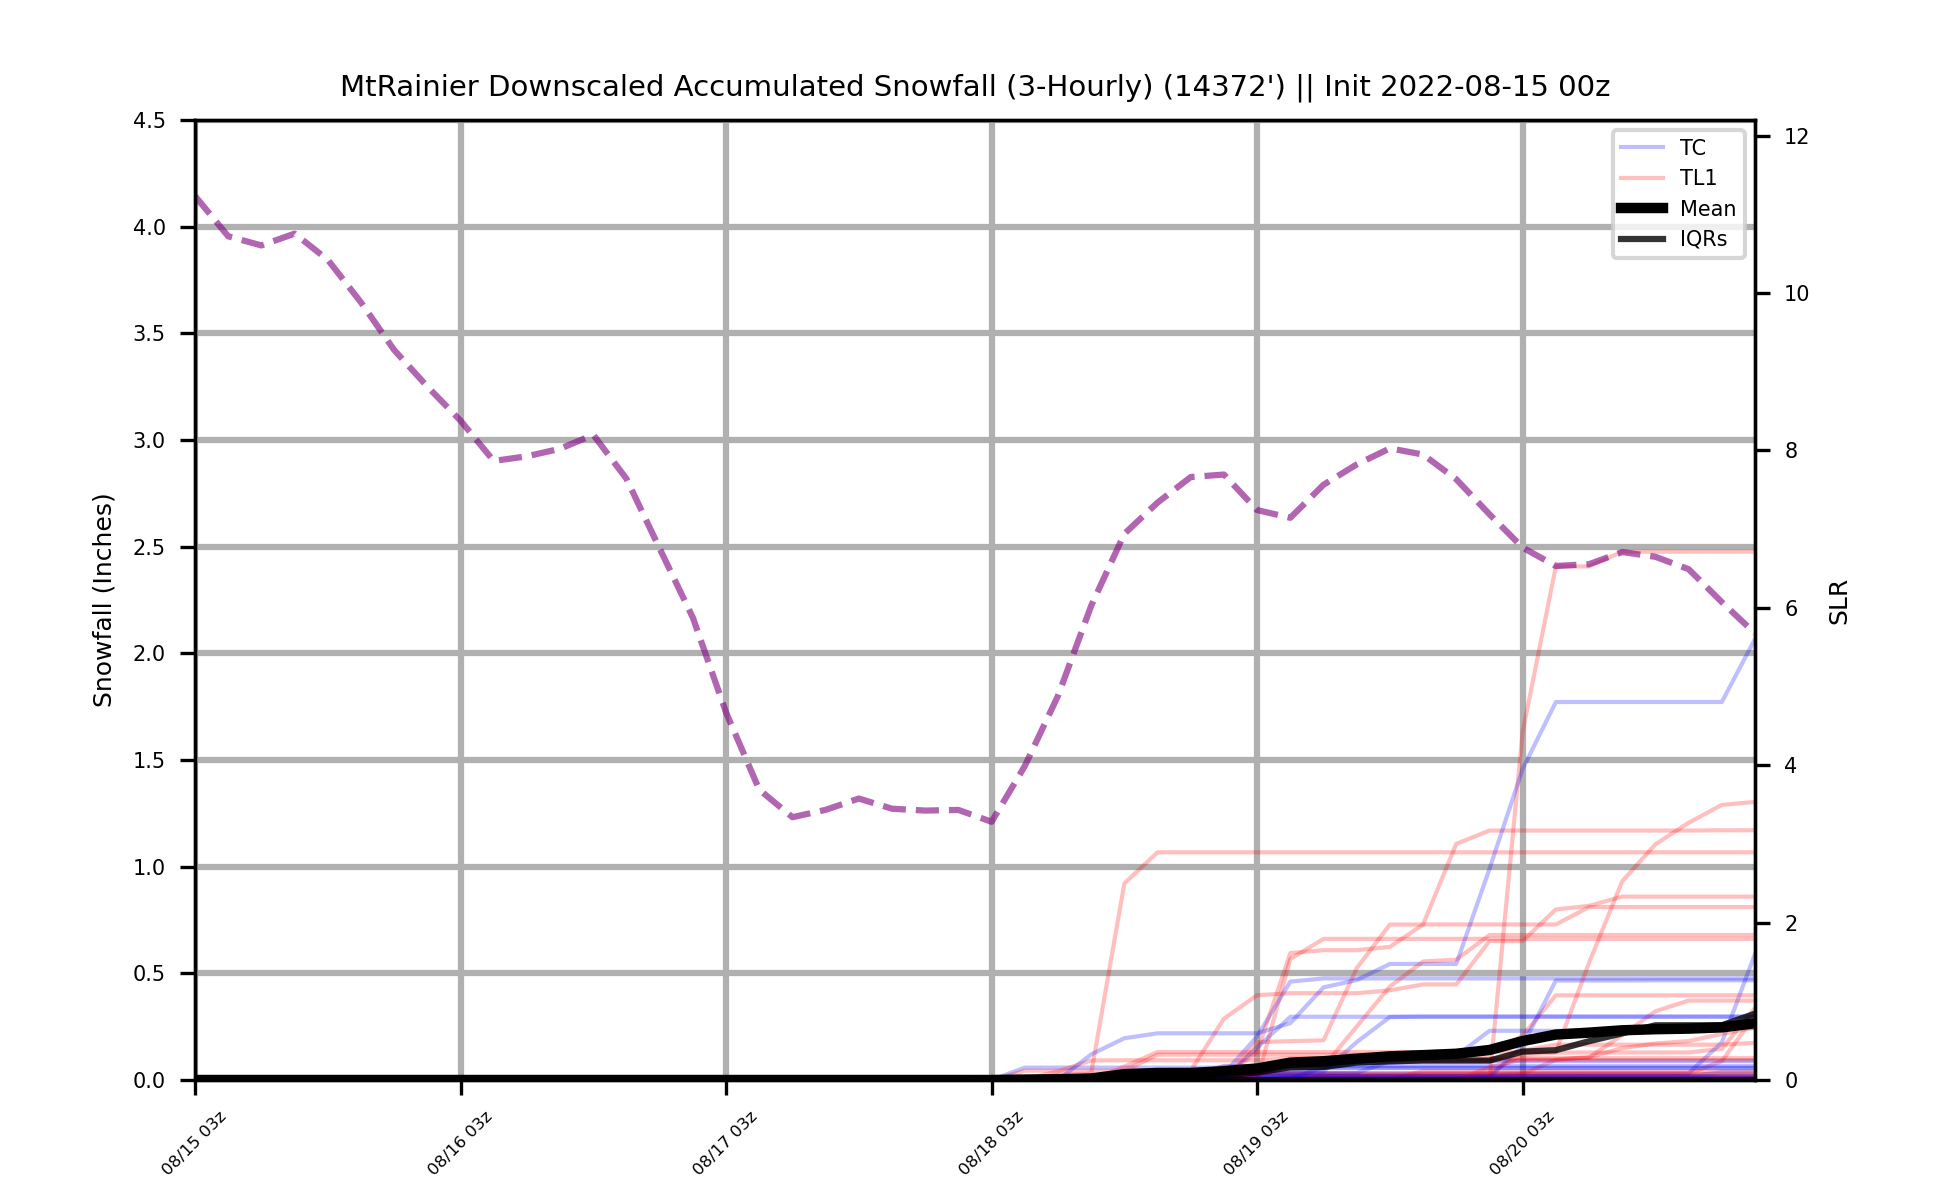 MtRainier Downscaled Accumulated Snowfall (3-Hourly) (14372') || Init 2022-08-15 00z
4.5
4.0
3.5
3.0
2.5
2.0
1.5
1.0
0.5
0.0
Snowfall (Inches)
TC
TL1
Mean
IQRs
12
10
8
6
4
2
0
SLR
08/15 03z
08/16 03z
08/17 03z
08/18 03z
08/19 03z
08/20 03z